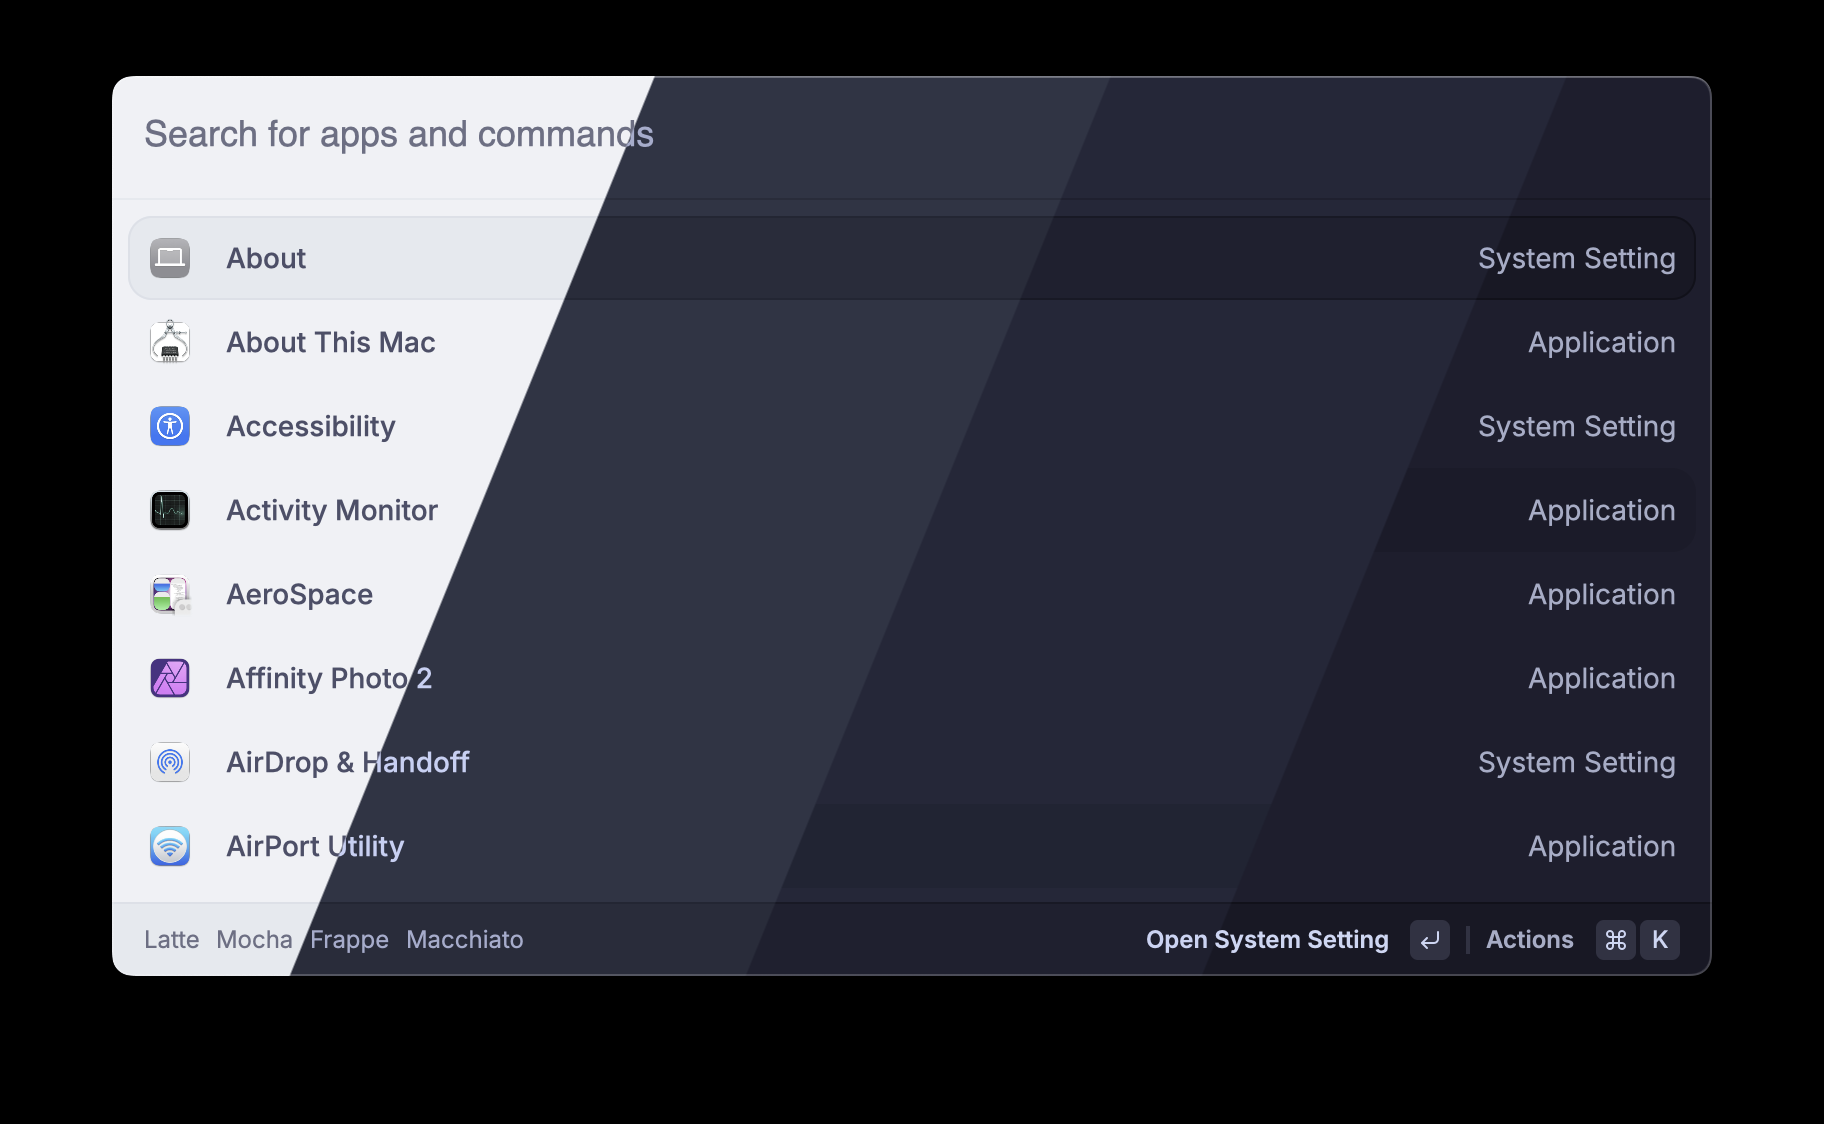 Search for apps and commands
About System Setting
About This Mac Application
Accessibility System Setting
Activity Monitor Application
AeroSpace Application
Affinity Photo 2 Application
AirDrop & Handoff System Setting
AirPort Utility Application
Latte Mocha Frappe Macchiato Open System Setting Actions ⌘ K